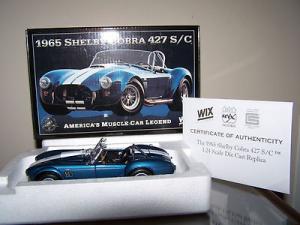 1965 SHELBY COBRA 427 S/C
AMERICA'S MUSCLE CAR LEGEND
WIX
CERTIFICATE OF AUTHENTICITY
The 1965 Shelby Cobra 427 S/C™
1:24 Scale Die Cast Replica